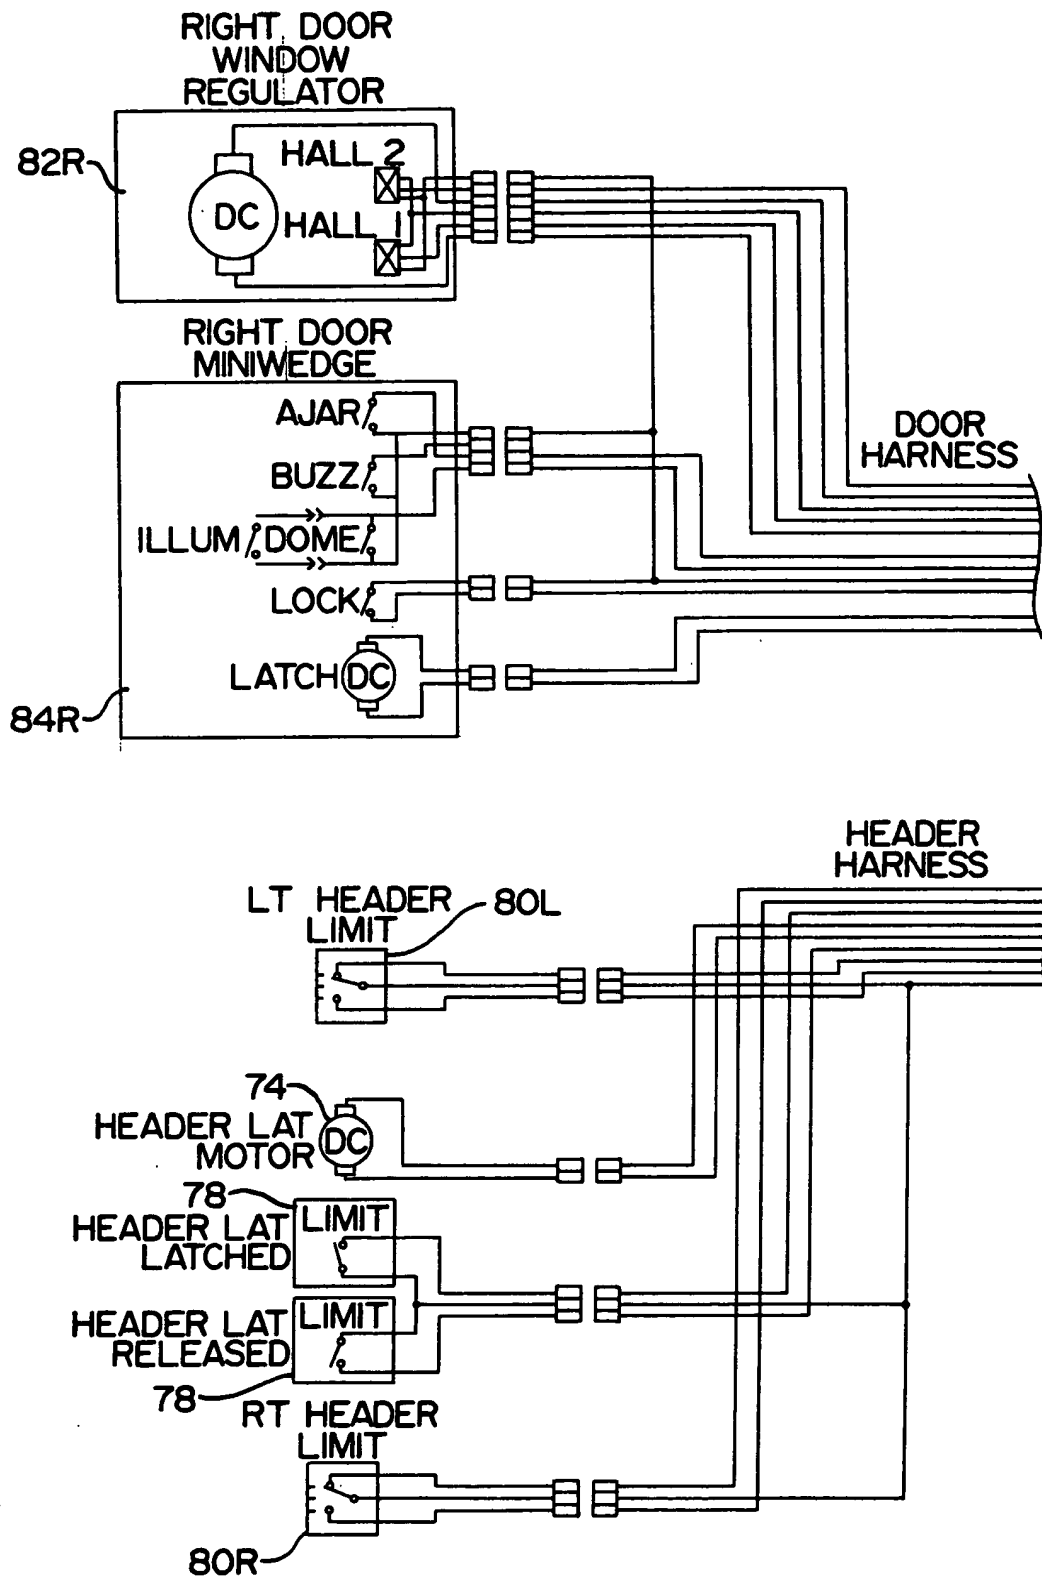 RIGHT DOOR
WINDOW
REGULATOR
82R
HALL 2
DC
HALL 1
RIGHT DOOR
MINIWEDGE
AJAR
BUZZ
ILLUM DOME
LOCK
LATCH DC
84R
DOOR
HARNESS
HEADER
HARNESS
LT HEADER
LIMIT
80L
74
HEADER LAT
MOTOR
DC
78
HEADER LAT
LATCHED
LIMIT
HEADER LAT
RELEASED
LIMIT
78
RT HEADER
LIMIT
80R